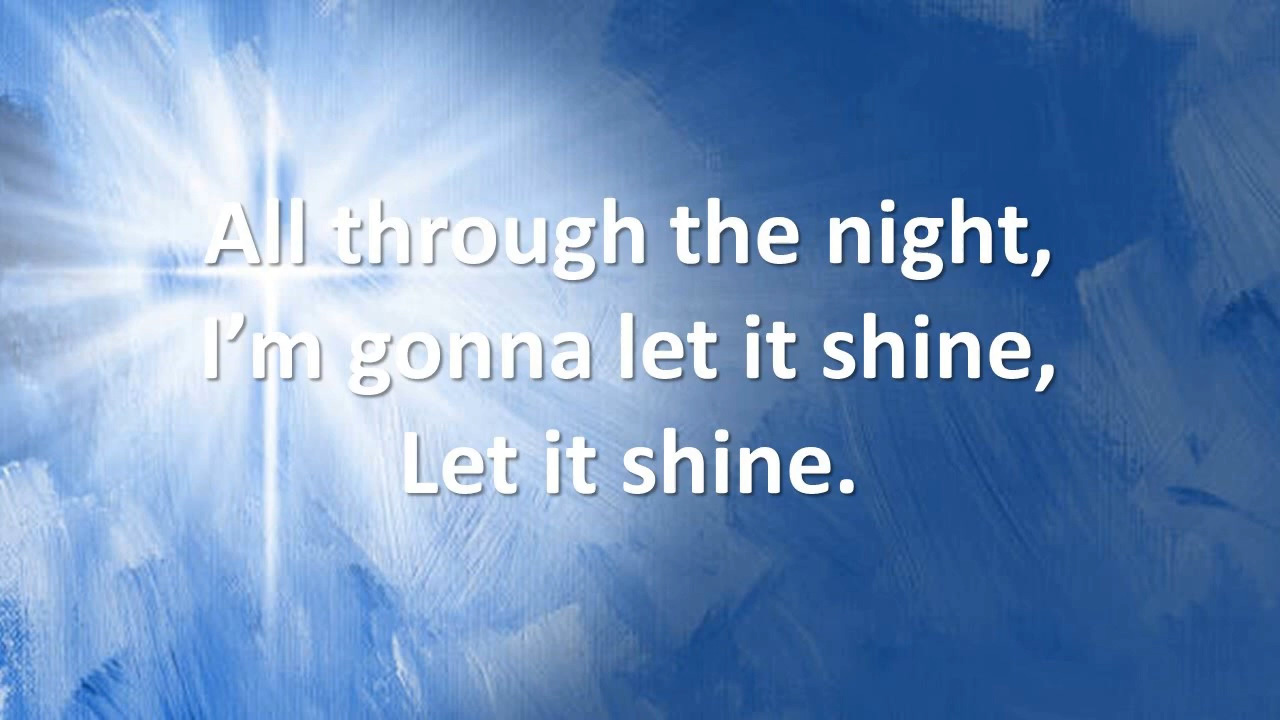 All through the night,
I’m gonna let it shine,
Let it shine.